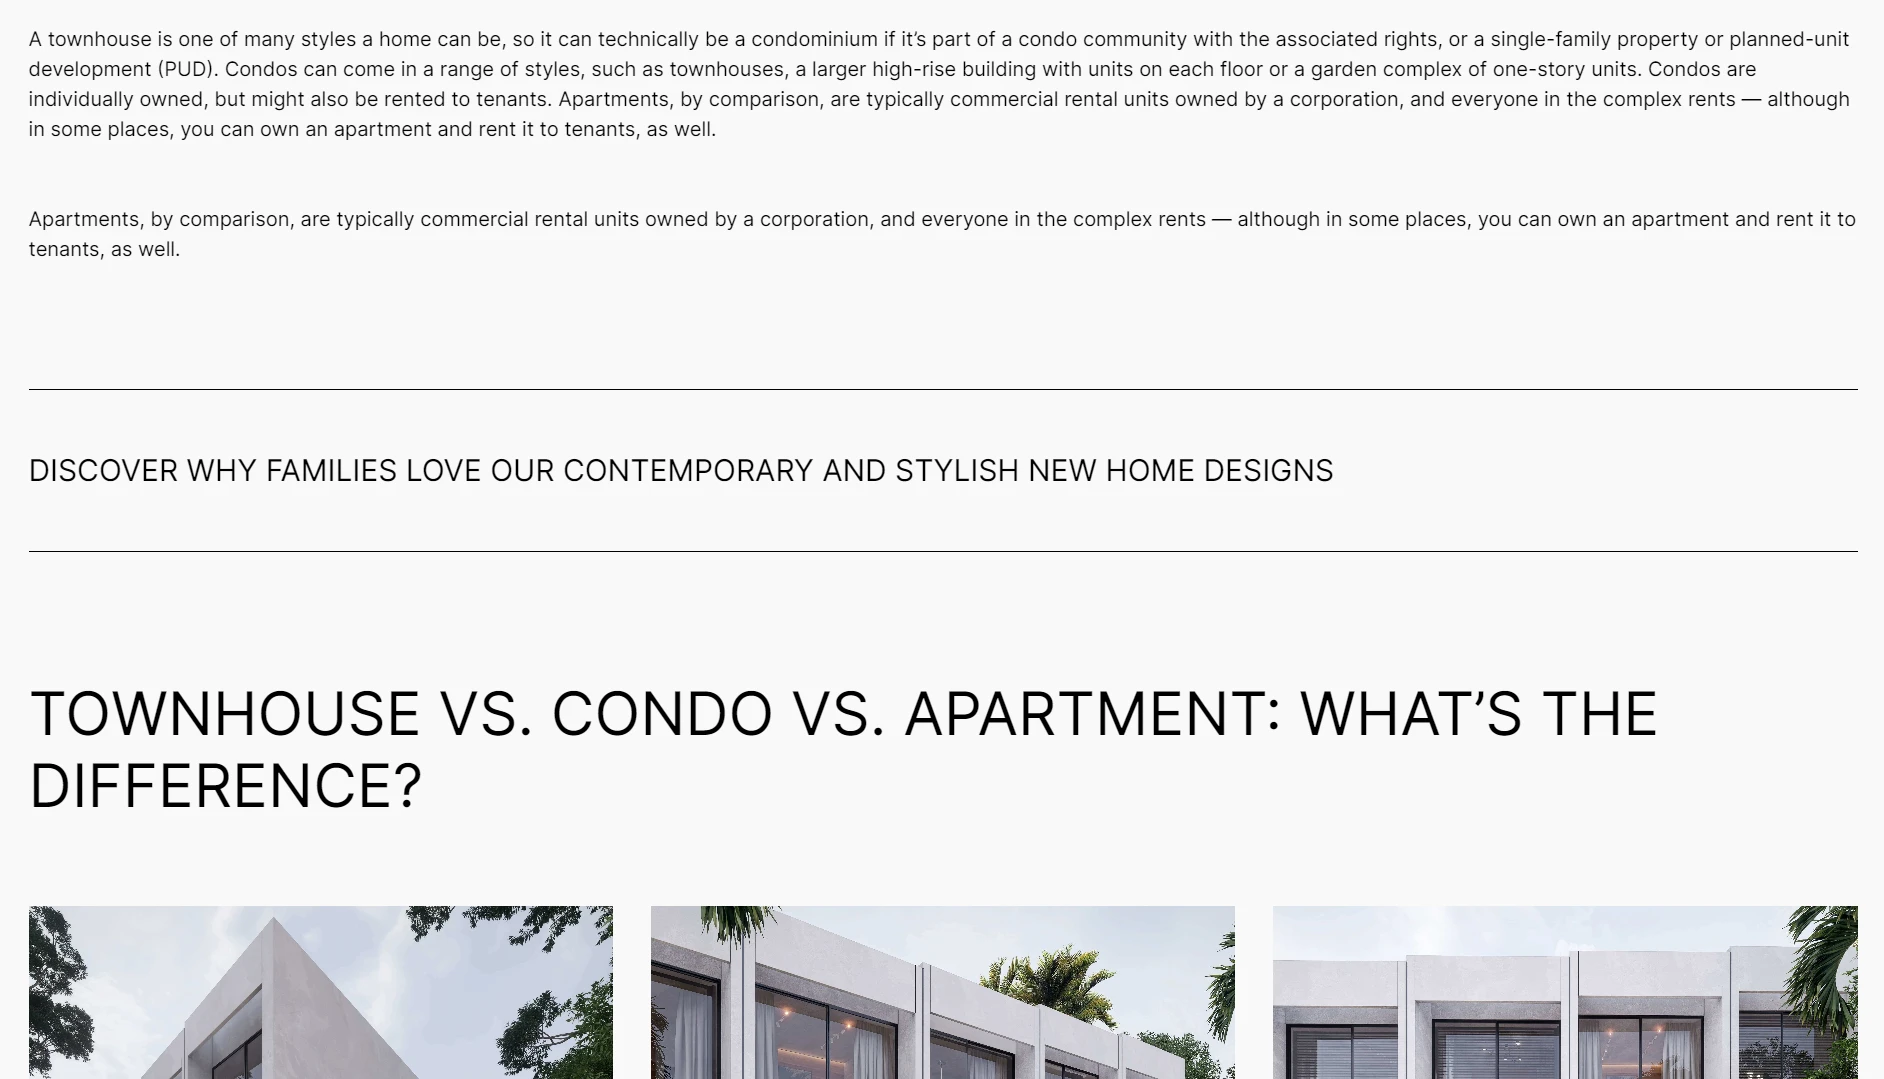 A townhouse is one of many styles a home can be, so it can technically be a condominium if it’s part of a condo community with the associated rights, or a single-family property or planned-unit
development (PUD). Condos can come in a range of styles, such as townhouses, a larger high-rise building with units on each floor or a garden complex of one-story units. Condos are
individually owned, but might also be rented to tenants. Apartments, by comparison, are typically commercial rental units owned by a corporation, and everyone in the complex rents — although
in some places, you can own an apartment and rent it to tenants, as well.
Apartments, by comparison, are typically commercial rental units owned by a corporation, and everyone in the complex rents — although in some places, you can own an apartment and rent it to
tenants, as well.
DISCOVER WHY FAMILIES LOVE OUR CONTEMPORARY AND STYLISH NEW HOME DESIGNS
TOWNHOUSE VS. CONDO VS. APARTMENT: WHAT’S THE
DIFFERENCE?